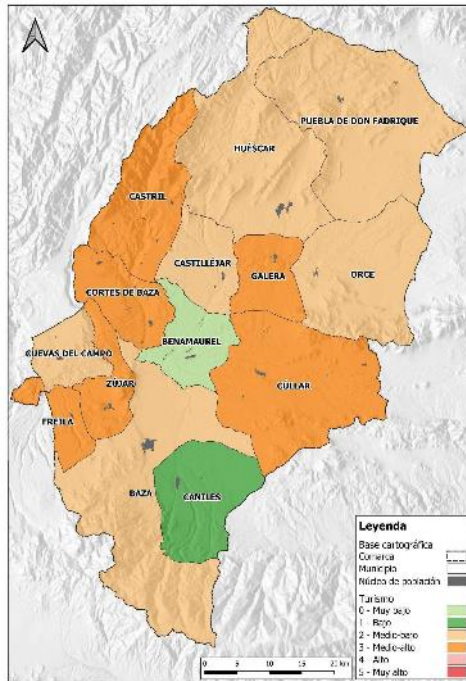 PUEBLA DE DON FADRIQUE
HUÉSCAR
CASTRIL
CASTILLÉJAR
GALERA
ORCE
CORTES DE BAZA
BENAMAUREL
CUEVAS DEL CAMPO
ZÚJAR
CÚLLAR
FREILA
BAZA
CANILES
Leyenda
Base cartográfica
Comarca
Municipio
Núcleo de población
Turismo
0 - Muy bajo
1 - Bajo
2 - Medio-bajo
3 - Medio-alto
4 - Alto
5 - Muy alto
0 5 10 15 20 km